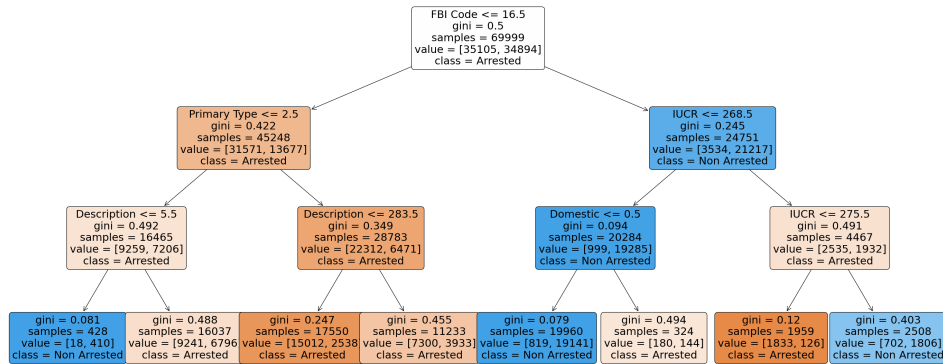 FBI Code <= 16.5
gini = 0.5
samples = 69999
value = [35105, 34894]
class = Arrested
Primary Type <= 2.5
gini = 0.422
samples = 45248
value = [31571, 13677]
class = Arrested
IUCR <= 268.5
gini = 0.245
samples = 24751
value = [3534, 21217]
class = Non Arrested
Description <= 5.5
gini = 0.492
samples = 16465
value = [9259, 7206]
class = Arrested
Description <= 283.5
gini = 0.349
samples = 28783
value = [22312, 6471]
class = Arrested
Domestic <= 0.5
gini = 0.094
samples = 20284
value = [999, 19285]
class = Non Arrested
IUCR <= 275.5
gini = 0.491
samples = 4467
value = [2535, 1932]
class = Arrested
gini = 0.081
samples = 428
value = [18, 410]
class = Non Arrested
gini = 0.488
samples = 16037
value = [9241, 6796
class = Arrested
gini = 0.247
samples = 17550
value = [15012, 2538
class = Arrested
gini = 0.455
samples = 11233
value = [7300, 3933]
class = Arrested
gini = 0.079
samples = 19960
value = [819, 19141]
class = Non Arrested
gini = 0.494
samples = 324
value = [180, 144]
class = Arrested
gini = 0.12
samples = 1959
value = [1833, 126]
class = Arrested
gini = 0.403
samples = 2508
value = [702, 1806]
class = Non Arrested